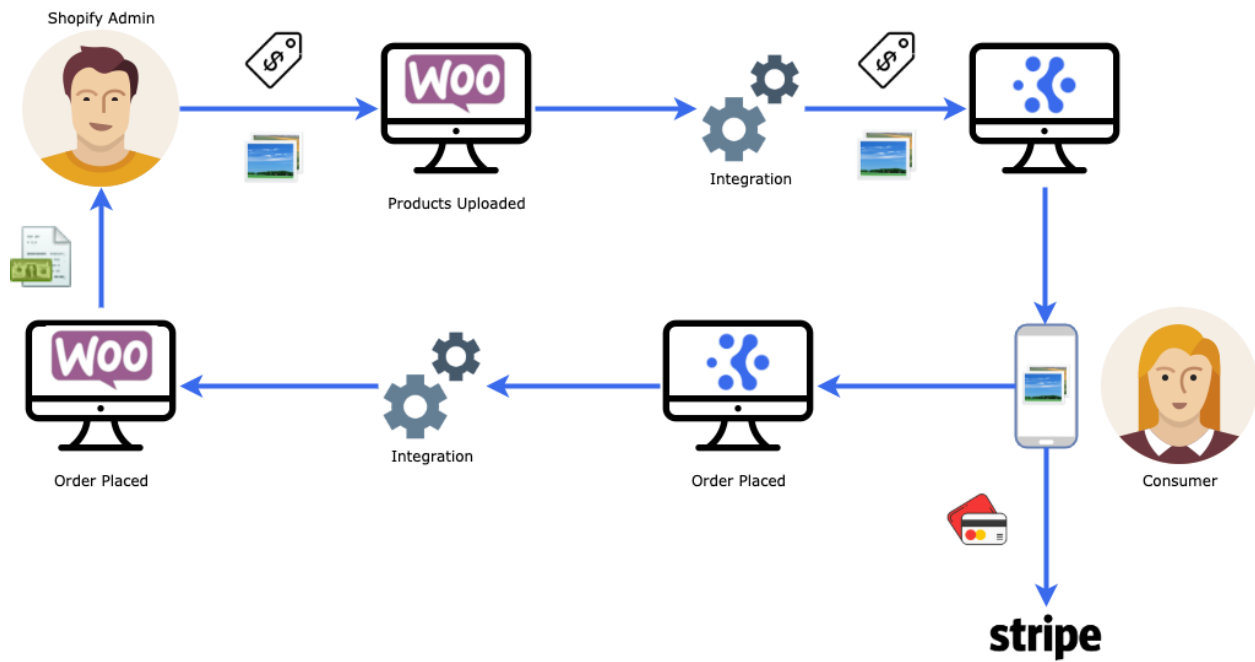 Shopify Admin
WOO
Products Uploaded
Integration
WOO
Order Placed
Integration
Order Placed
Consumer
stripe